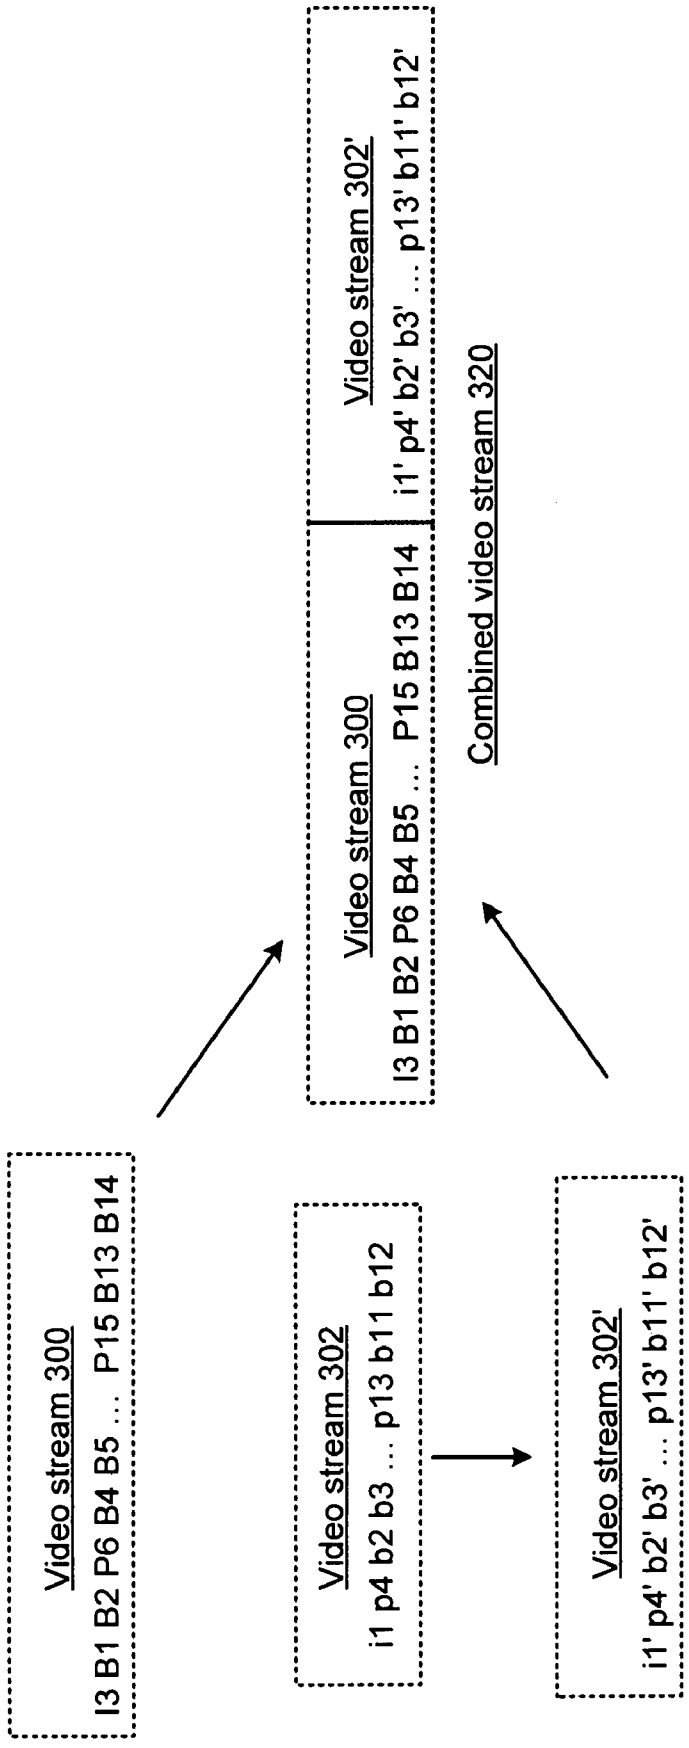 Video stream 300
I3 B1 B2 P6 B4 B5 ... P15 B13 B14
Video stream 302
i1 p4 b2 b3 ... p13 b11 b12
Video stream 302'
i1' p4' b2' b3' ... p13' b11' b12'
Video stream 300
I3 B1 B2 P6 B4 B5 ... P15 B13 B14
Video stream 302'
i1' p4' b2' b3' ... p13' b11' b12'
Combined video stream 320